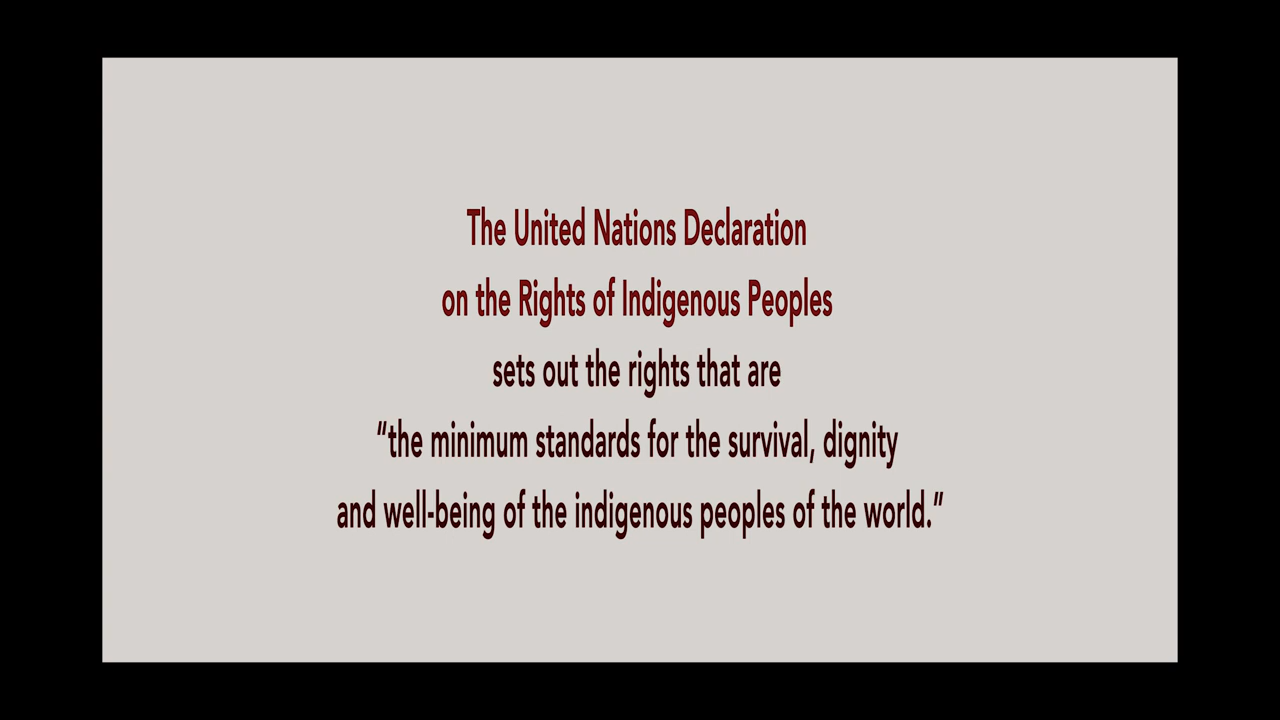 The United Nations Declaration
on the Rights of Indigenous Peoples
sets out the rights that are
“the minimum standards for the survival, dignity
and well-being of the indigenous peoples of the world.”